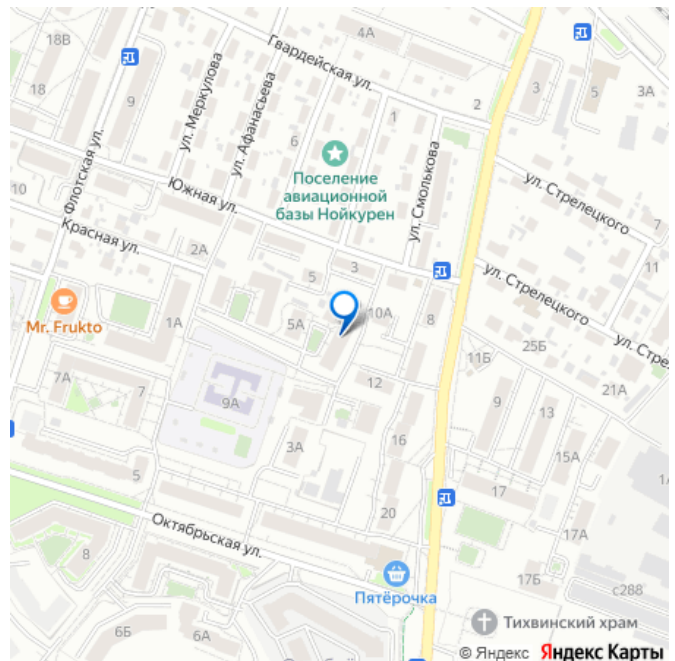 4А
18В
Гвардейская ул.
18
9
ул. Меркулова
ул. Афанасьева
6
1
2
3
5
3А
Поселение
авиационной
базы Нойкурен
ул. Смолькова
Флотская ул.
Южная ул.
10
Красная ул.
2А
5
3
ул. Стрелецкого
7
11
ул. Стрелецкого
Mr. Frukto
1А
5А
10А
8
ул. Стре
11Б
25Б
21А
7А
7
9А
12
9
13
3А
16
15А
1
5
17
20
17А
Октябрьская ул.
8
Пятёрочка
17Б
с288
6Б
6А
Тихвинский храм
© Яндекс Яндекс Карты